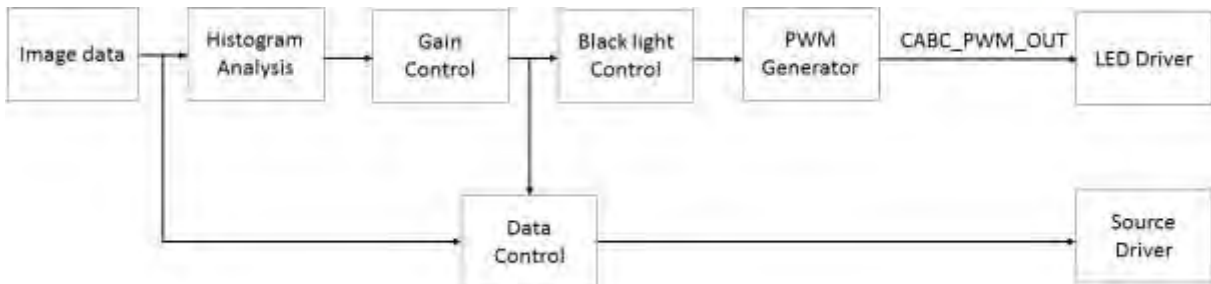 Image data
Histogram
Analysis
Gain
Control
Black light
Control
PWM
Generator
CABC_PWM_OUT
LED Driver
Data
Control
Source
Driver